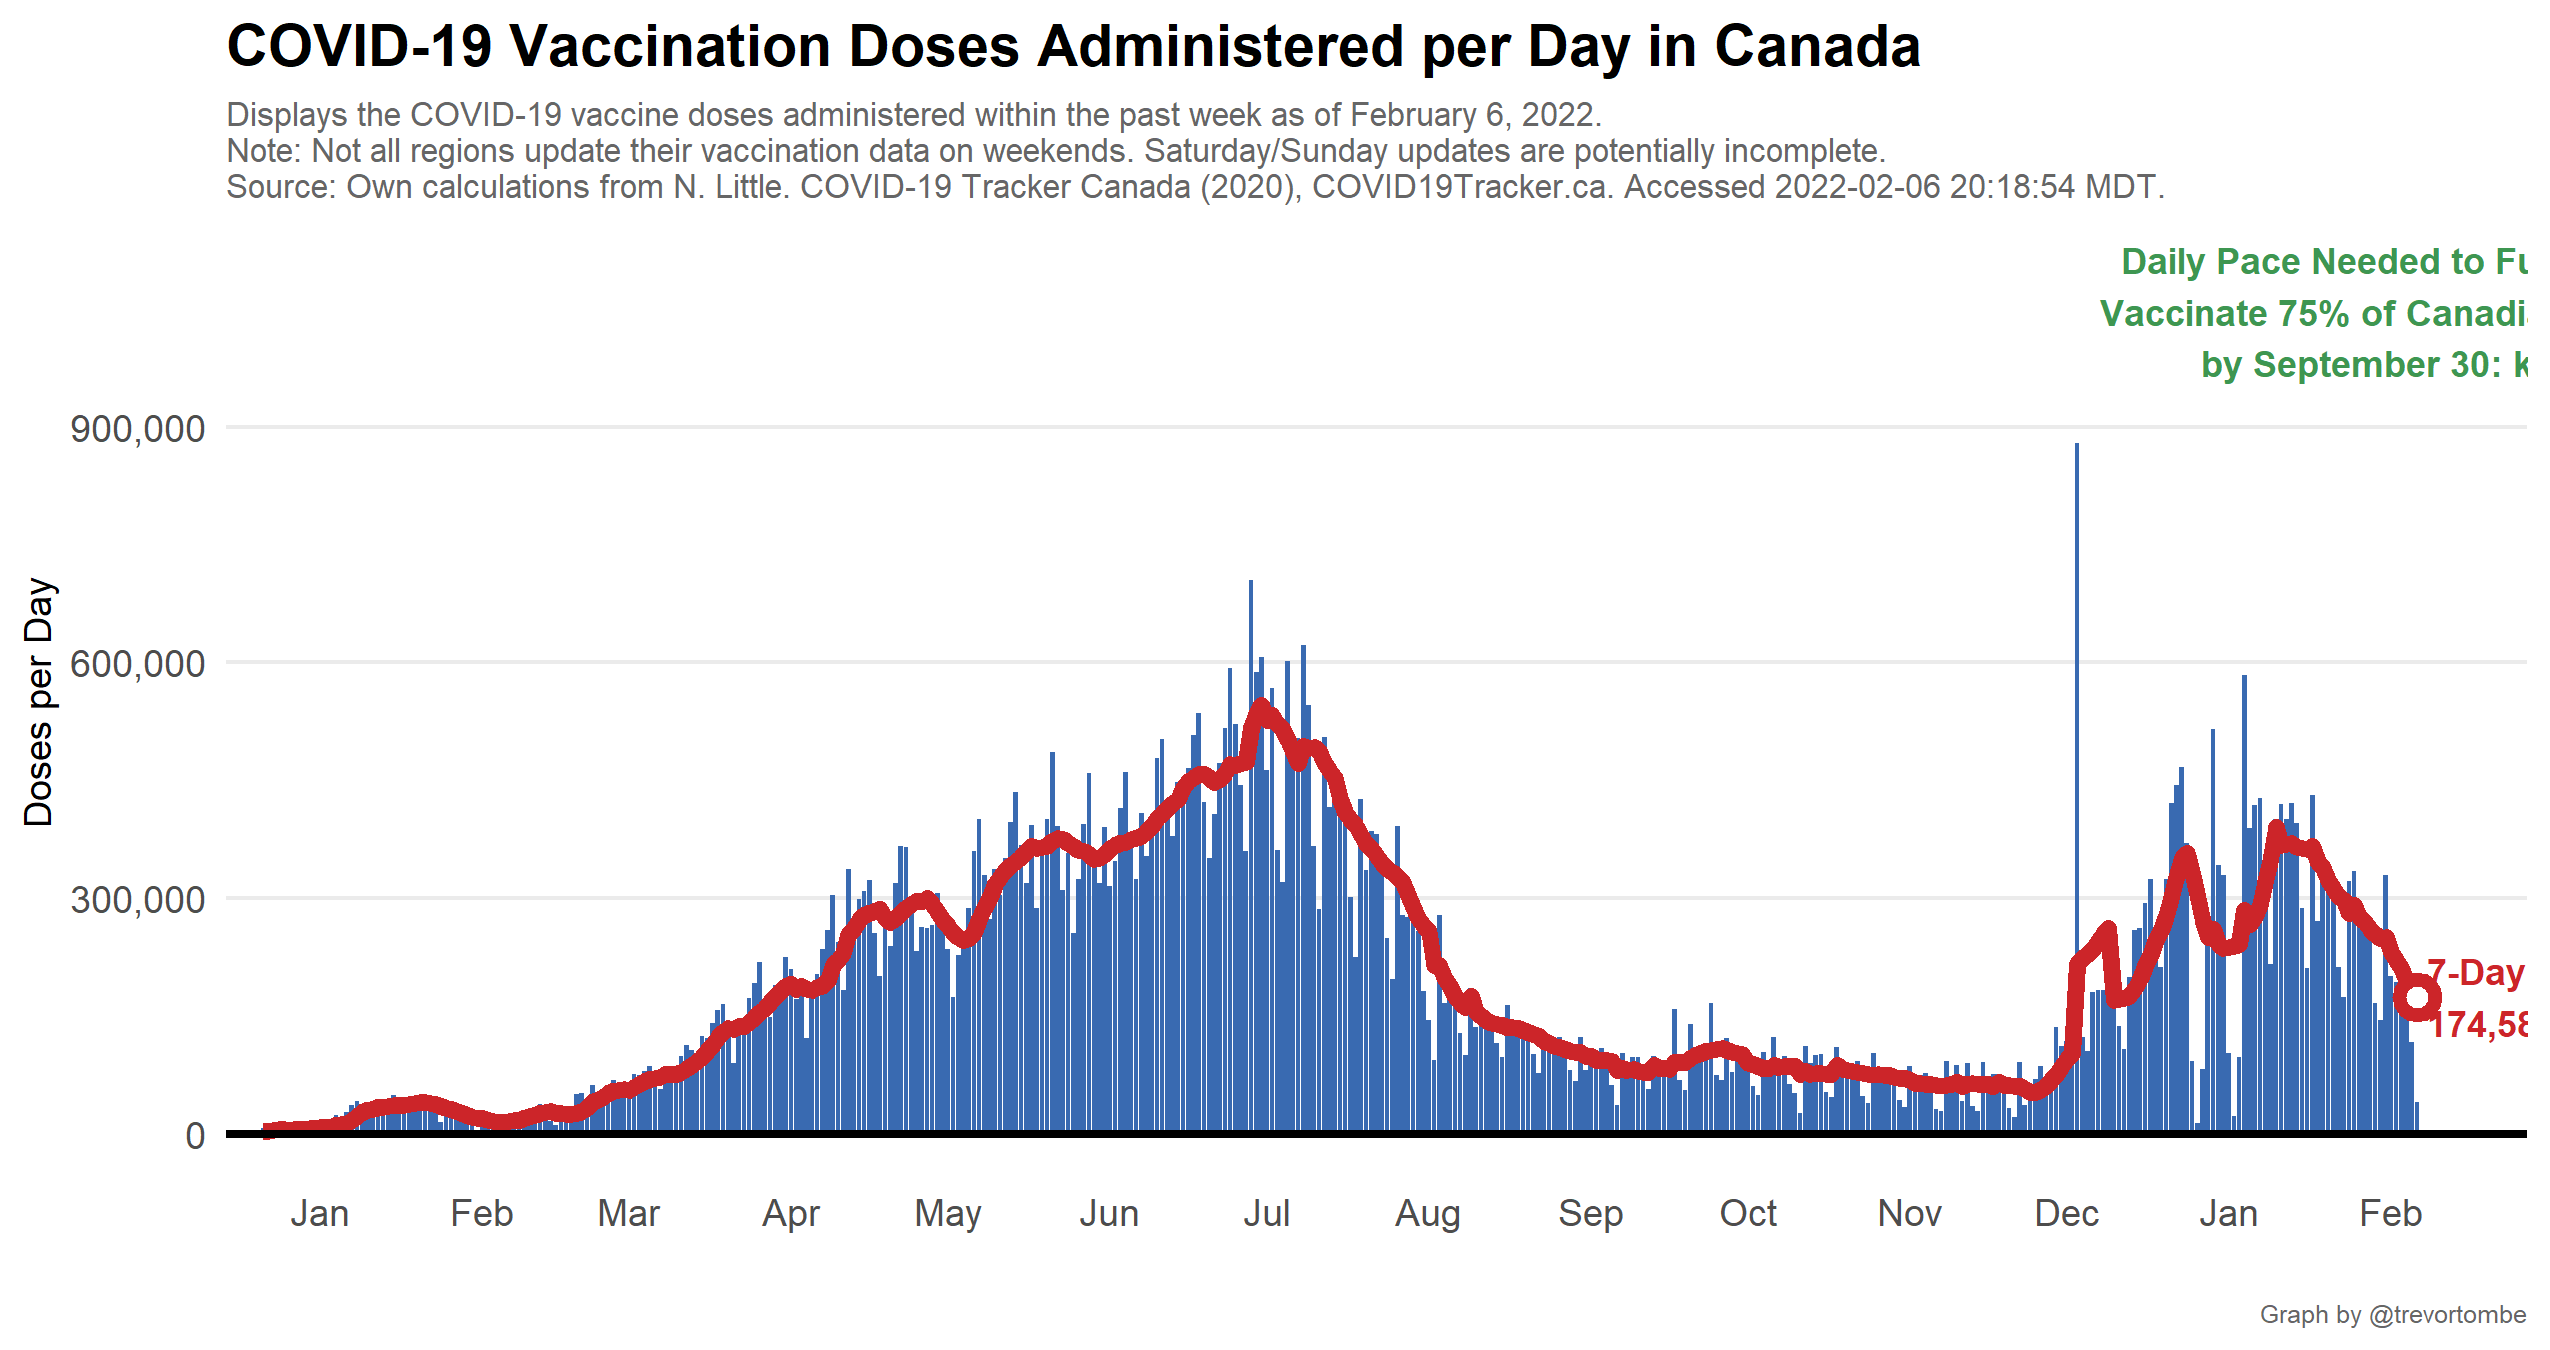 COVID-19 Vaccination Doses Administered per Day in Canada
Displays the COVID-19 vaccine doses administered within the past week as of February 6, 2022.
Note: Not all regions update their vaccination data on weekends. Saturday/Sunday updates are potentially incomplete.
Source: Own calculations from N. Little. COVID-19 Tracker Canada (2020), COVID19Tracker.ca. Accessed 2022-02-06 20:18:54 MDT.
Daily Pace Needed to Fu
Vaccinate 75% of Canadi
by September 30: k
900,000
600,000
300,000
0
Doses per Day
7-Day
174,58
Jan Feb Mar Apr May Jun Jul Aug Sep Oct Nov Dec Jan Feb
Graph by @trevortombe